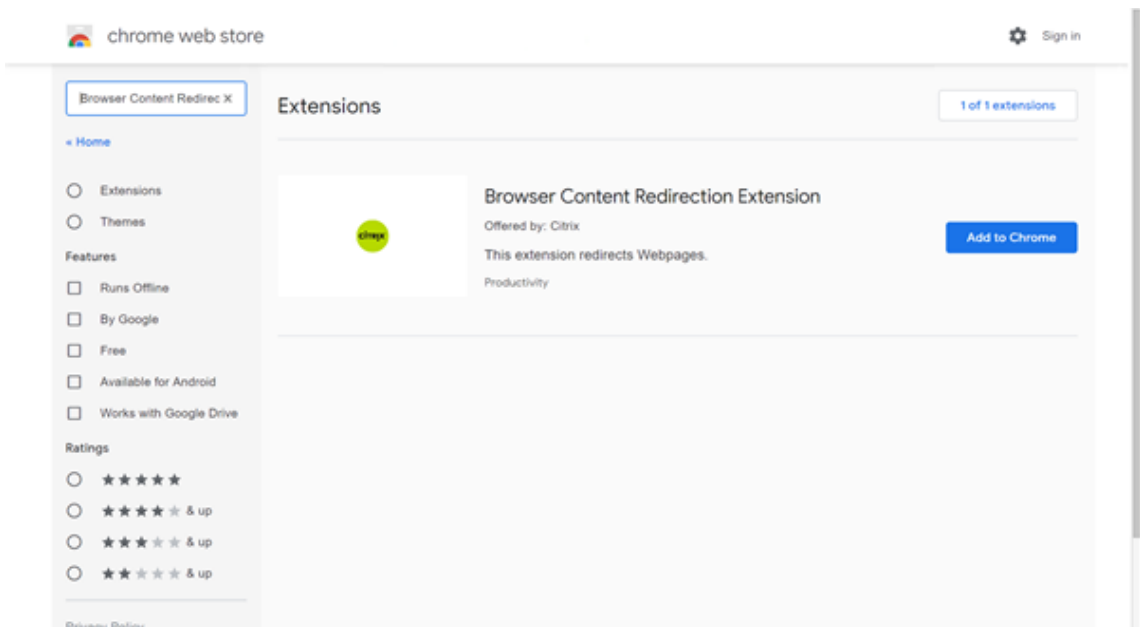 chrome web store
Sign in
Browser Content Redirec X
« Home
Extensions
Themes
Features
Runs Offline
By Google
Free
Available for Android
Works with Google Drive
Ratings
& up
& up
& up
Privacy Policy
Extensions
1 of 1 extensions
citrix
Browser Content Redirection Extension
Offered by: Citrix
This extension redirects Webpages.
Productivity
Add to Chrome